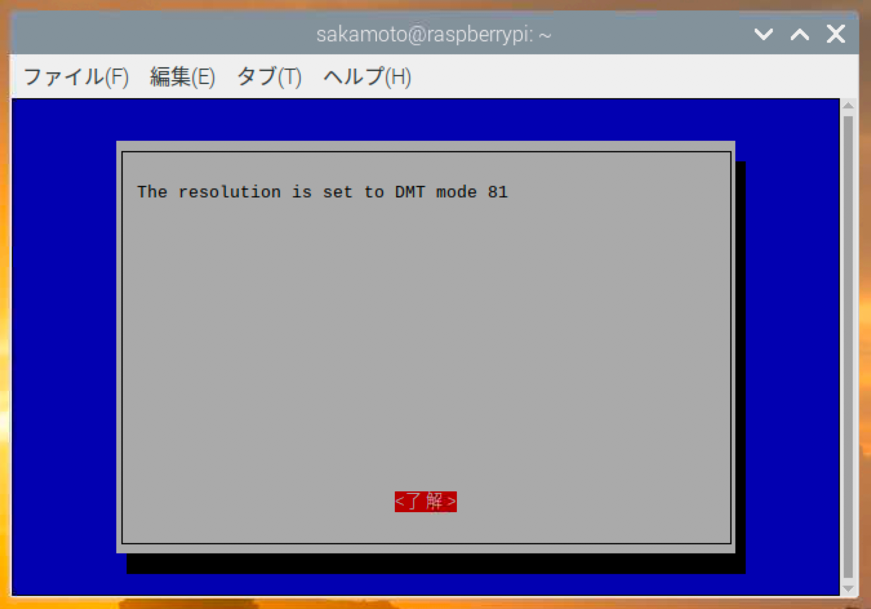 sakamoto@raspberrypi: ~
ファイル(F) 編集(E) タブ(T) ヘルプ(H)
The resolution is set to DMT mode 81
<了解>